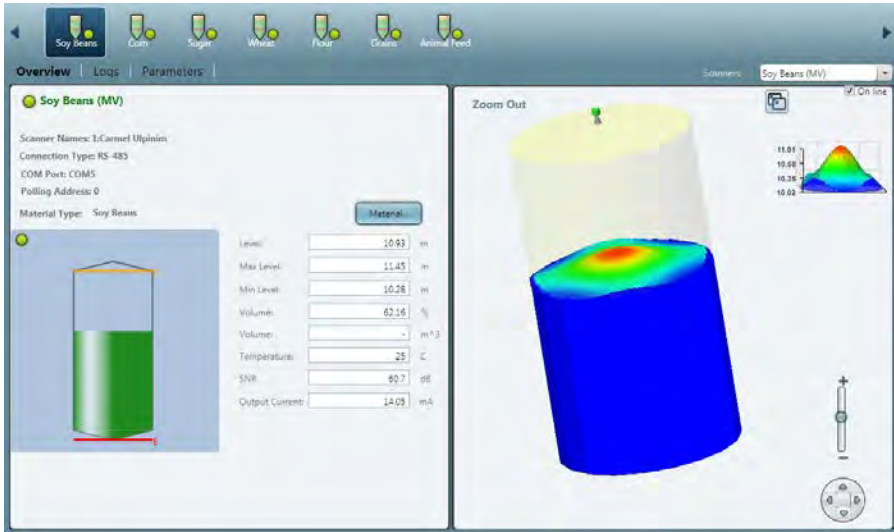 Soy Beans Corn Sugar Wheat Flour Grains Animal Feed
Overview Logs Parameters
Scanners: Soy Beans (MV)
On line
Soy Beans (MV)
Scanner Names: 1:Carmel Ulpinim
Connection Type: RS-485
COM Port: COM5
Polling Address: 0
Material Type: Soy Beans
Material...
Level: 10.93 m
Max Level: 11.45 m
Min Level: 10.28 m
Volume: 62.16 %
Volume: - m^3
Temperature: 25 C
SNR 60.7 dB
Output Current: 14.05 mA
E
Zoom Out
11.01
10.68
10.35
10.02
+
−